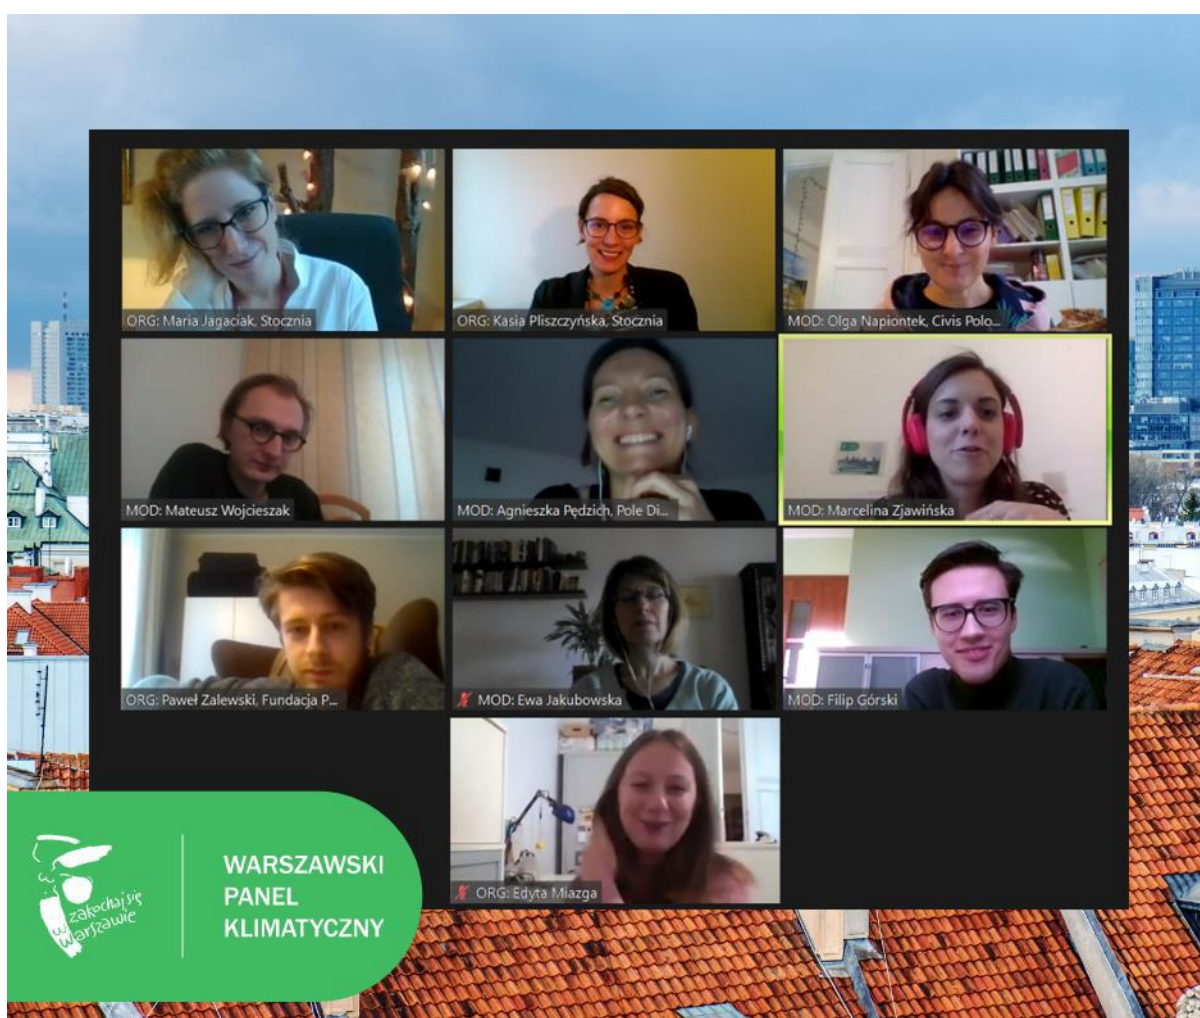 ORG: Maria Jagaciak, Stocznia
ORG: Kasia Pliszczyńska, Stocznia
MOD: Olga Napiontek, Civis Polo...
MOD: Mateusz Wojcieszak
MOD: Agnieszka Pędzich, Pole Di...
MOD: Marcelina Zjawińska
ORG: Paweł Zalewski, Fundacja P...
MOD: Ewa Jakubowska
MOD: Filip Górski
ORG: Edyta Miazga
zakochaj się
w Warszawie
WARSZAWSKI
PANEL
KLIMATYCZNY